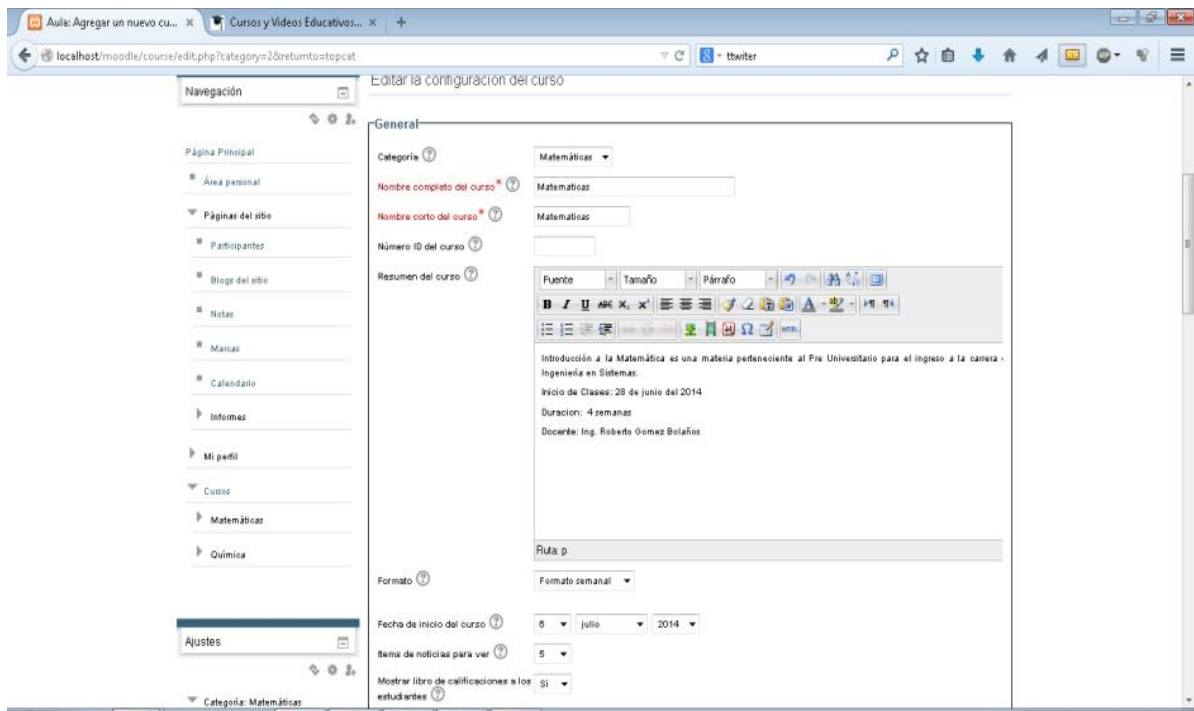 Aula: Agregar un nuevo cu... ×
Cursos y Videos Educativos... × +
localhost/moodle/course/edit.php?category=2&returnto=topcat
ttwiter
Editar la configuración del curso
Navegación
Página Principal
Área personal
Páginas del sitio
Participantes
Blogs del sitio
Notas
Marcas
Calendario
Informes
Mi perfil
Cursos
Matemáticas
Química
Ajustes
Categoría: Matemáticas
General
Categoría Matemáticas
Nombre completo del curso* Matematicas
Nombre corto del curso* Matematicas
Número ID del curso
Resumen del curso
Fuente Tamaño Párrafo
B I U ABC X₂ X²
HTML
Introducción a la Matemática es una materia perteneciente al Pre Universitario para el ingreso a la carrera
Ingeniería en Sistemas.
Inicio de Clases: 28 de junio del 2014
Duracion: 4 semanas
Docente: Ing. Roberto Gomez Bolaños
Ruta: p
Formato Formato semanal
Fecha de inicio del curso 6 julio 2014
Items de noticias para ver 5
Mostrar libro de calificaciones a los Sí
estudiantes